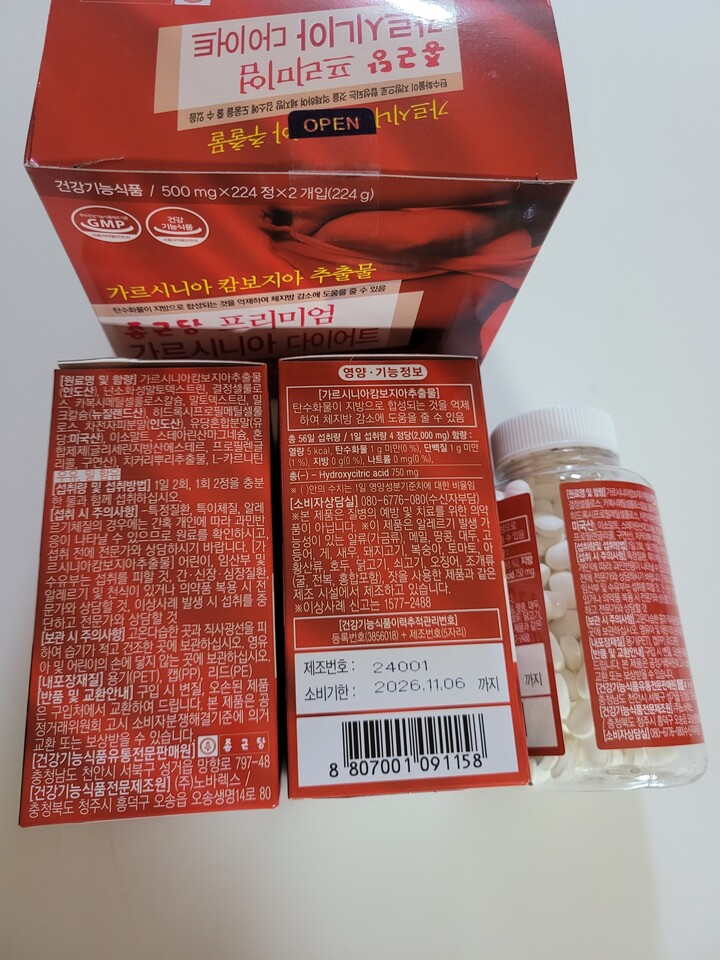 종근당 프리미엄
가르시니아 다이어트
탄수화물이 지방으로 합성되는 것을 억제하여 체지방 감소에 도움을 줄 수 있음
OPEN
건강기능식품 / 500 mg×224 정×2 개입(224 g)
GMP
건강
기능식품
가르시니아 캄보지아 추출물
탄수화물이 지방으로 합성되는 것을 억제하여 체지방 감소에 도움을 줄 수 있음
종근당 프리미엄
가르시니아 다이어트
[원료명 및 함량] 가르시니아캄보지아추출물
(인도산), 난소화성말토덱스트린, 결정셀룰로
스, 카복시메틸셀룰로스칼슘, 말토덱스트린, 밀
크칼슘(뉴질랜드산), 히드록시프로필메틸셀룰
로스, 차전자피분말(인도산), 유당혼합분말(유
당:미국산), 이소말트, 스테아린산마그네슘, 혼
합제제(글리세린지방산에스테르, 프로필렌글
리콜, 구연산), 치커리뿌리추출물, L-카르니틴
우유, 밀 함유
[섭취량 및 섭취방법] 1일 2회, 1회 2정을 충분
한 물과 함께 섭취하십시오.
[섭취 시 주의사항] -특정질환, 특이체질, 알레
르기체질의 경우에는 간혹 개인에 따라 과민반
응이 나타날 수 있으므로 원료를 확인하시고,
섭취 전에 전문가와 상담하시기 바랍니다. [가
르시니아캄보지아추출물] 어린이, 임산부 및
수유부는 섭취를 피할 것, 간·신장·심장질환,
알레르기 및 천식이 있거나 의약품 복용 시 전
문가와 상담할 것, 이상사례 발생 시 섭취를 중
단하고 전문가와 상담할 것
[보관 시 주의사항] 고온다습한 곳과 직사광선을 피
하여 습기가 적고 건조한 곳에 보관하십시오, 영유
아 및 어린이의 손에 닿지 않는 곳에 보관하십시오.
[내포장재질] 용기(PET), 캡(PP), 리드(PE)
[반품 및 교환안내] 구입 시 변질, 오손된 제품
은 구입처에서 교환하여 드립니다. 본 제품은 공
정거래위원회 고시 소비자분쟁해결기준에 의거
교환 또는 보상받을 수 있습니다.
[건강기능식품유통전문판매원] 종근당
충청남도 천안시 서북구 성거읍 망향로 797-48
[건강기능식품전문제조원] (주)노바렉스 /
충청북도 청주시 흥덕구 오송읍 오송생명14로 80
영양·기능정보
[가르시니아캄보지아추출물]
탄수화물이 지방으로 합성되는 것을 억제
하여 체지방 감소에 도움을 줄 수 있음
총 56일 섭취량 / 1일 섭취량 4 정당(2,000 mg) 함량 :
열량 5 kcal, 탄수화물 1 g 미만(0 %), 단백질 1 g 미만
(1 %), 지방 0 g(0 %), 나트륨 0 mg(0 %),
총(-) - Hydroxycitric acid 750 mg
※ ( )안의 수치는 1일 영양성분기준치에 대한 비율임
[소비자상담실] 080-6776-080(수신자부담)
※본 제품은 질병의 예방 및 치료를 위한 의약
품이 아닙니다. ※이 제품은 알레르기 발생 가
능성이 있는 알류(가금류), 메밀, 땅콩, 대두, 고
등어, 게, 새우, 돼지고기, 복숭아, 토마토, 아
황산류, 호두, 닭고기, 쇠고기, 오징어, 조개류
(굴, 전복, 홍합포함), 잣을 사용한 제품과 같은
제조 시설에서 제조하고 있습니다.
※이상사례 신고는 1577-2488
[건강기능식품이력추적관리번호]
등록번호(3856018) + 제조번호(5자리)
제조번호 : 24001
소비기한 : 2026.11.06 까지
8 807001 091158